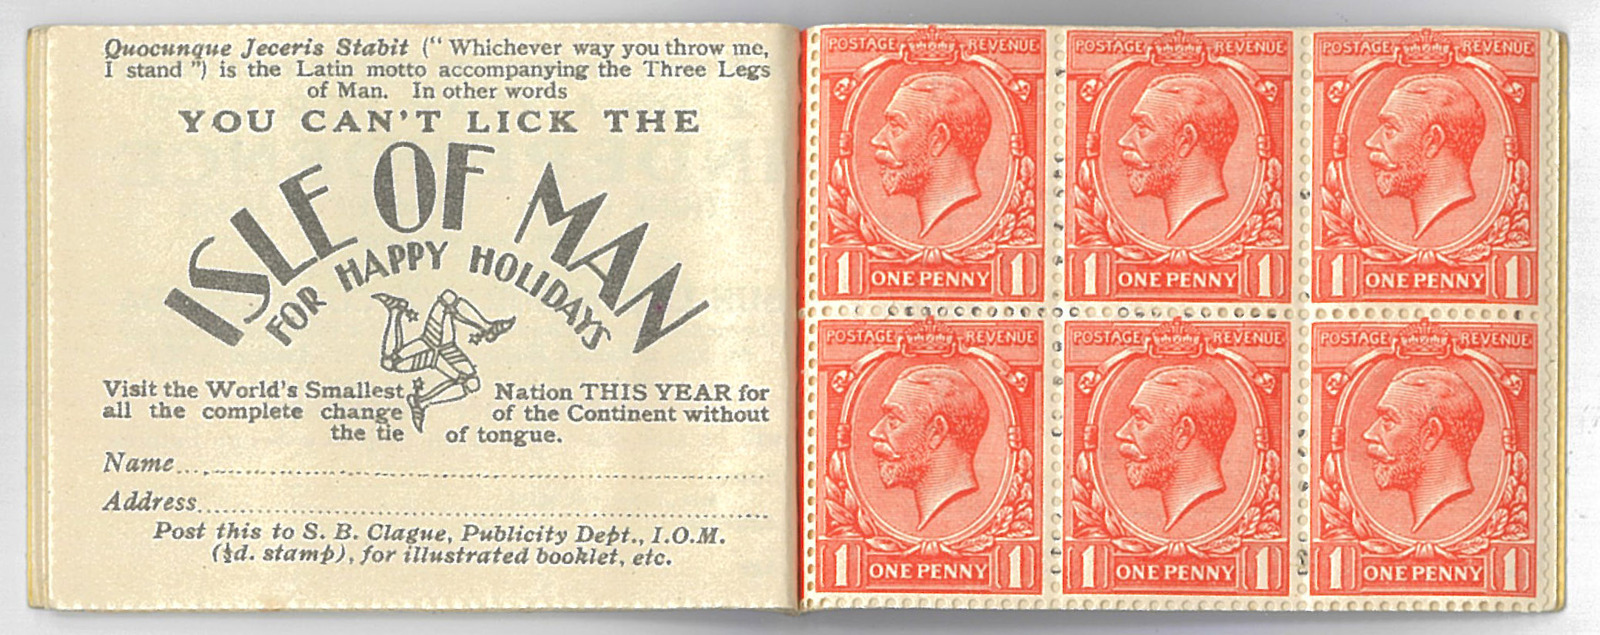 Quocunque Jeceris Stabit (“ Whichever way you throw me,
I stand ”) is the Latin motto accompanying the Three Legs
of Man. In other words
YOU CAN'T LICK THE
ISLE OF MAN
FOR HAPPY HOLIDAYS
Visit the World's Smallest Nation THIS YEAR for
all the complete change of the Continent without
the tie of tongue.
Name
Address
Post this to S. B. Clague, Publicity Dept., I.O.M.
(½d. stamp), for illustrated booklet, etc.
POSTAGE REVENUE
1 ONE PENNY 1
POSTAGE REVENUE
1 ONE PENNY 1
POSTAGE REVENUE
1 ONE PENNY 1
POSTAGE REVENUE
1 ONE PENNY 1
POSTAGE REVENUE
1 ONE PENNY 1
POSTAGE REVENUE
1 ONE PENNY 1